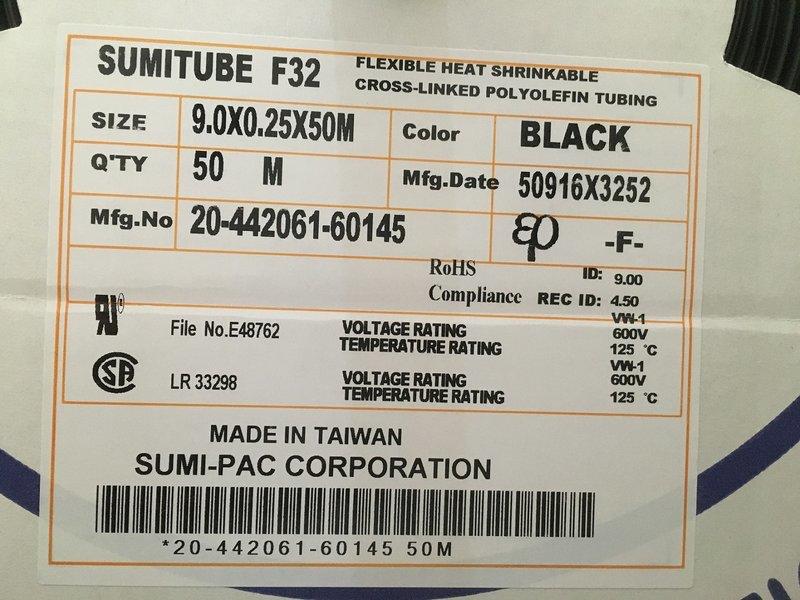 SUMITUBE F32
FLEXIBLE HEAT SHRINKABLE
CROSS-LINKED POLYOLEFIN TUBING
SIZE 9.0X0.25X50M Color BLACK
Q'TY 50 M Mfg.Date 50916X3252
Mfg.No 20-442061-60145 -F-
RoHS ID: 9.00
Compliance REC ID: 4.50
VW-1
File No.E48762 VOLTAGE RATING 600V
TEMPERATURE RATING 125 °C
VW-1
LR 33298 VOLTAGE RATING 600V
TEMPERATURE RATING 125 °C
MADE IN TAIWAN
SUMI-PAC CORPORATION
*20-442061-60145 50M